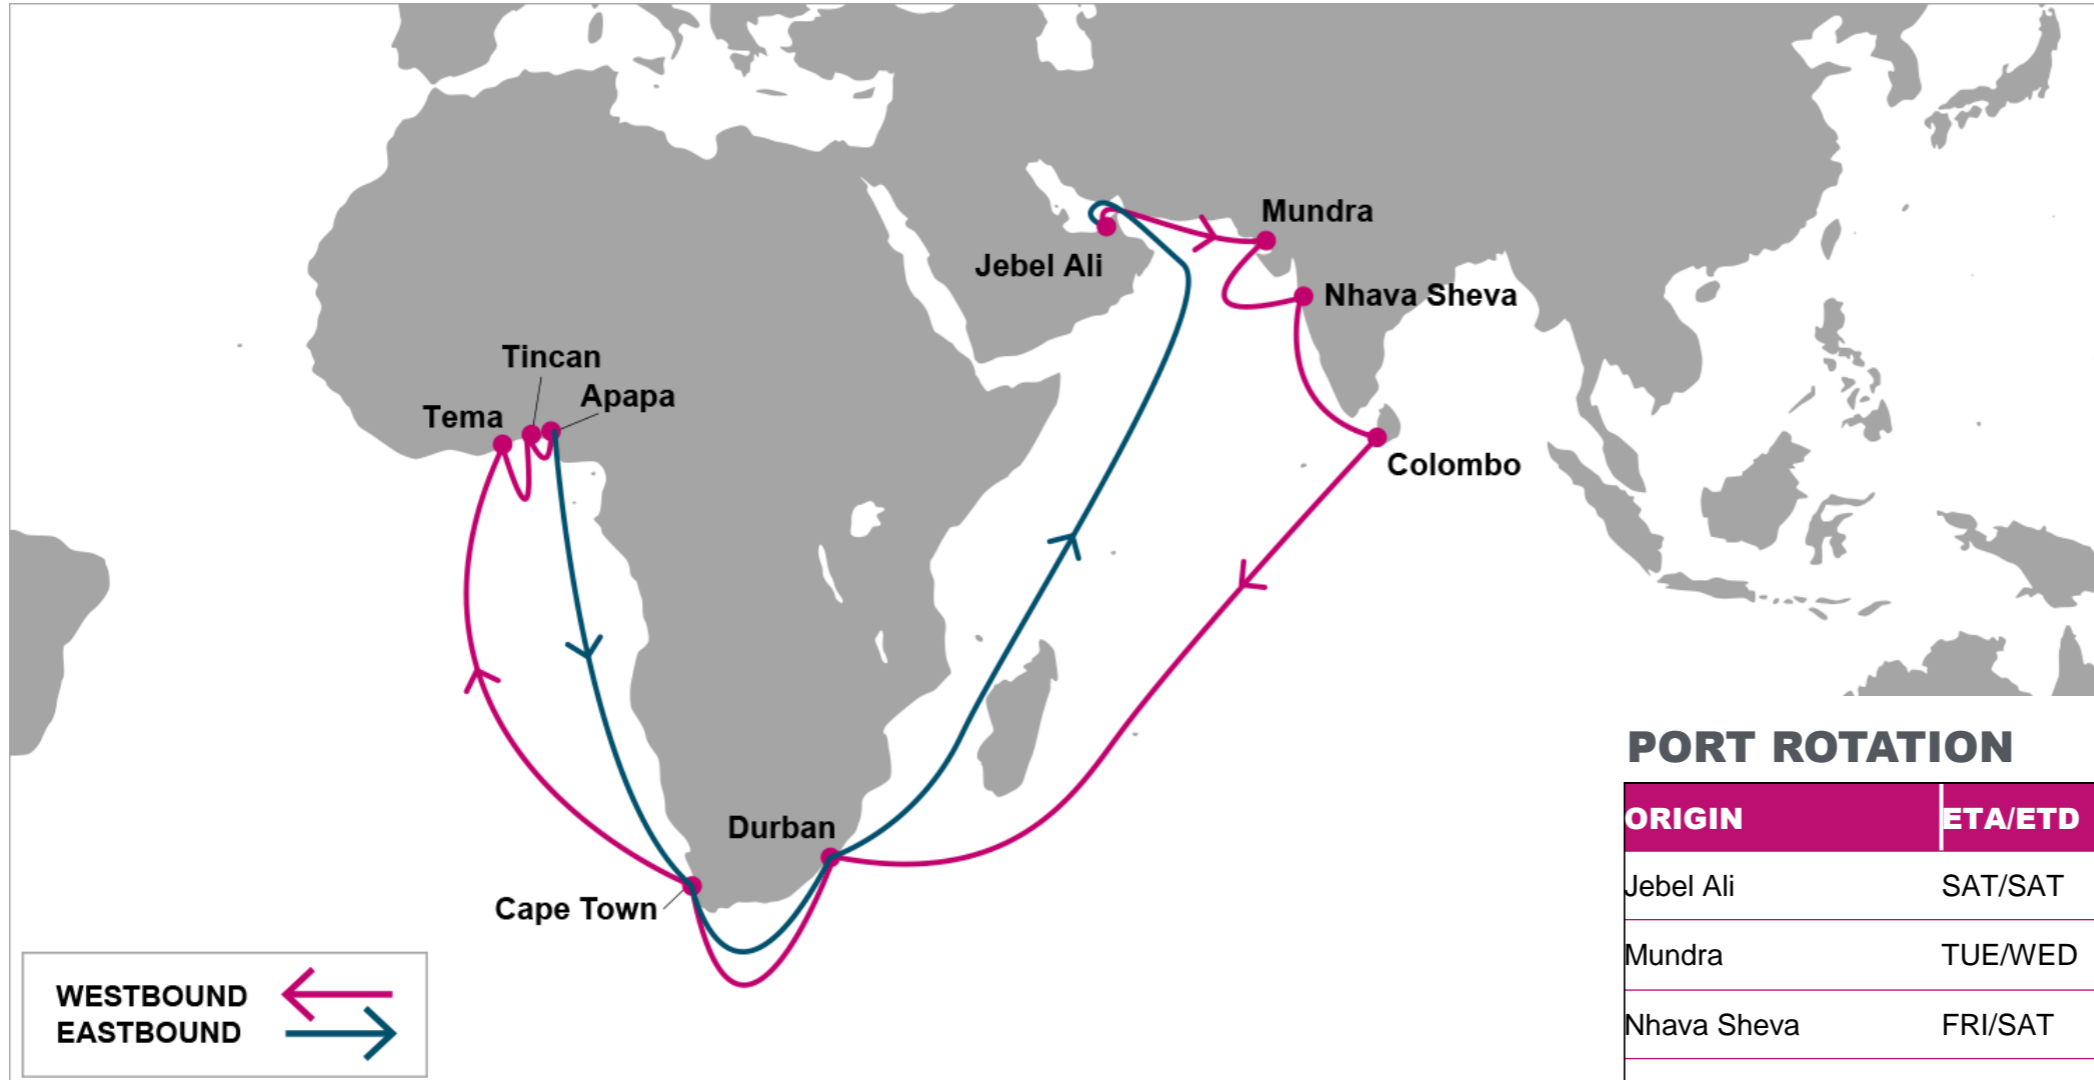 Mundra
Jebel Ali
Nhava Sheva
Tincan
Apapa
Tema
Colombo
Durban
Cape Town
WESTBOUND
EASTBOUND
PORT ROTATION
ORIGIN ETA/ETD
Jebel Ali SAT/SAT
Mundra TUE/WED
Nhava Sheva FRI/SAT